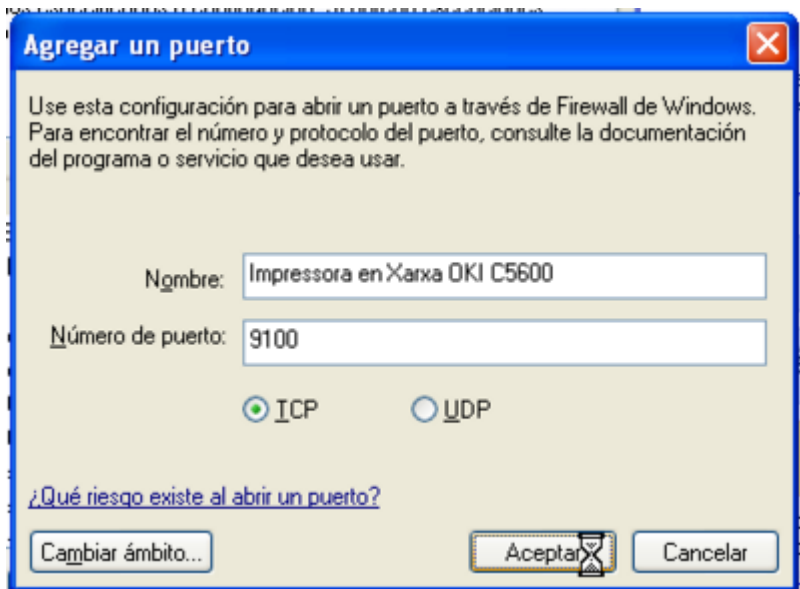 Agregar un puerto
Use esta configuración para abrir un puerto a través de Firewall de Windows.
Para encontrar el número y protocolo del puerto, consulte la documentación
del programa o servicio que desea usar.
Nombre: Impressora en Xarxa OKI C5600
Número de puerto: 9100
TCP UDP
¿Qué riesgo existe al abrir un puerto?
Cambiar ámbito... Aceptar Cancelar